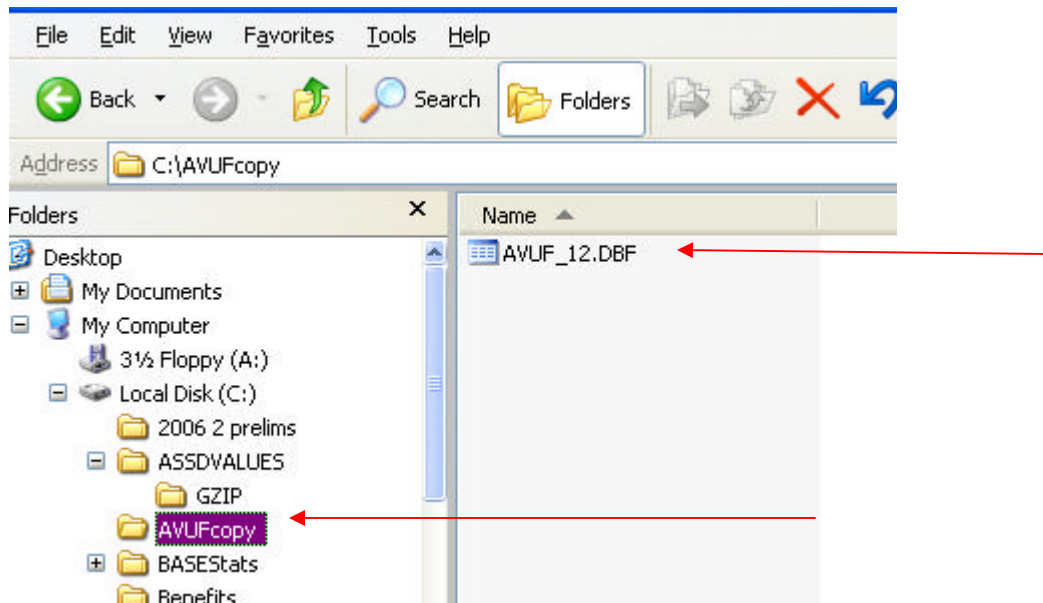 File Edit View Favorites Tools Help
Back Search Folders
Address C:\AVUFcopy
Folders Name
Desktop AVUF_12.DBF
My Documents
My Computer
3½ Floppy (A:)
Local Disk (C:)
2006 2 prelims
ASSDVALUES
GZIP
AVUFcopy
BASEStats
Benefits